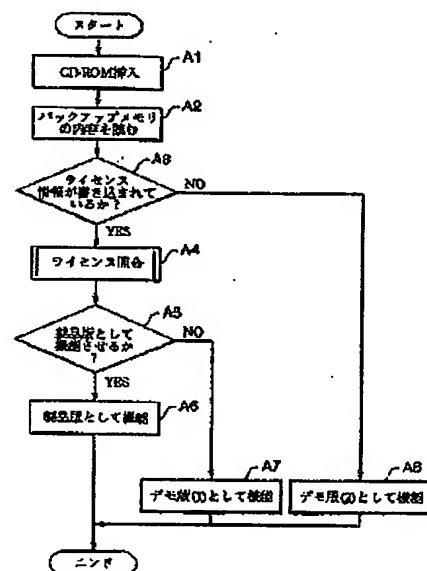 スタート
A1
CD-ROM挿入
A2
バックアップメモリ
の内容を読む
A3
ライセンス
情報が書き込まれて
いるか?
NO
YES
A4
ライセンス照合
A5
製品版として
機能させるか
?
NO
YES
A6
製品版として機能
A7
デモ版(1)として機能
A8
デモ版(2)として機能
エンド